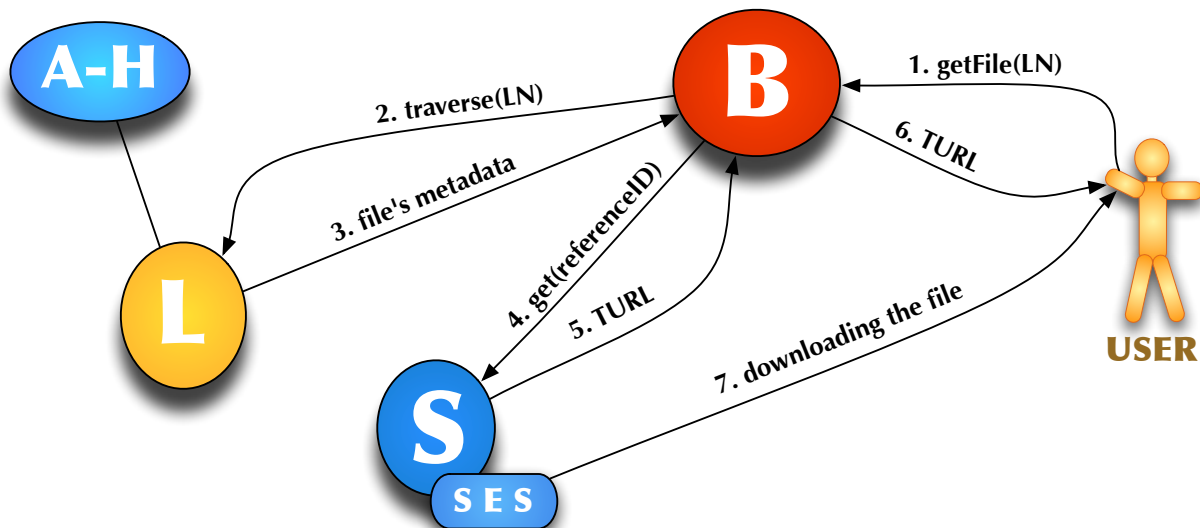 A-H
B
1. getFile(LN)
2. traverse(LN)
6. TURL
3. file's metadata
4. get(referenceID)
L
5. TURL
7. downloading the file
USER
S
S E S